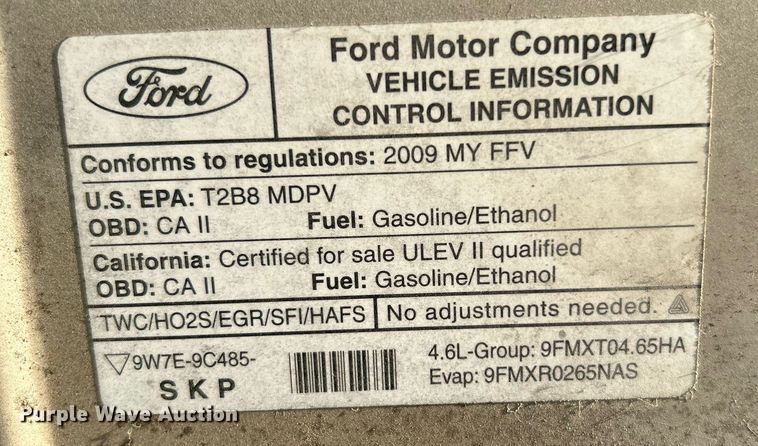 Ford
Ford Motor Company
VEHICLE EMISSION
CONTROL INFORMATION
Conforms to regulations: 2009 MY FFV
U.S. EPA: T2B8 MDPV
OBD: CA II Fuel: Gasoline/Ethanol
California: Certified for sale ULEV II qualified
OBD: CA II Fuel: Gasoline/Ethanol
TWC/HO2S/EGR/SFI/HAFS No adjustments needed.
9W7E-9C485-
SKP
4.6L-Group: 9FMXT04.65HA
Evap: 9FMXR0265NAS
Purple Wave Auction